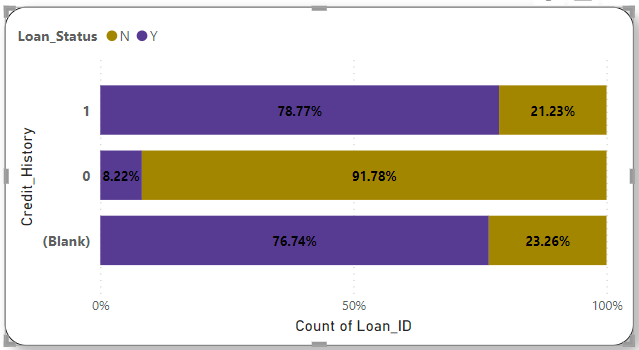 Loan_Status N Y
Credit_History
1 78.77% 21.23%
0 8.22% 91.78%
(Blank) 76.74% 23.26%
0% 50% 100%
Count of Loan_ID